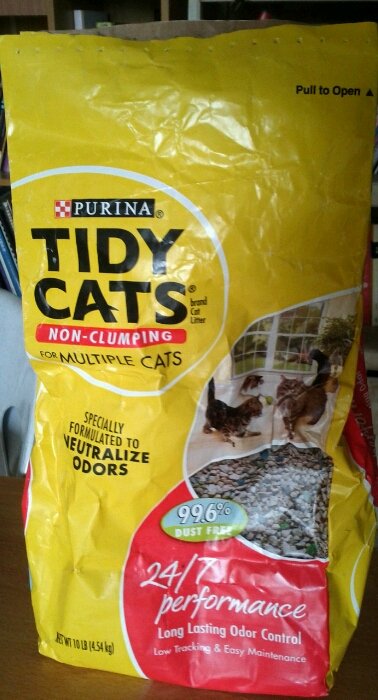 Pull to Open ▲
PURINA®
TIDY
CATS®
brand
Cat
Litter
NON-CLUMPING
FOR MULTIPLE CATS
SPECIALLY
FORMULATED TO
NEUTRALIZE
ODORS
99.6%
DUST FREE
24/7
performance
Long Lasting Odor Control
Low Tracking & Easy Maintenance
NET WT 10 LB (4.54 kg)